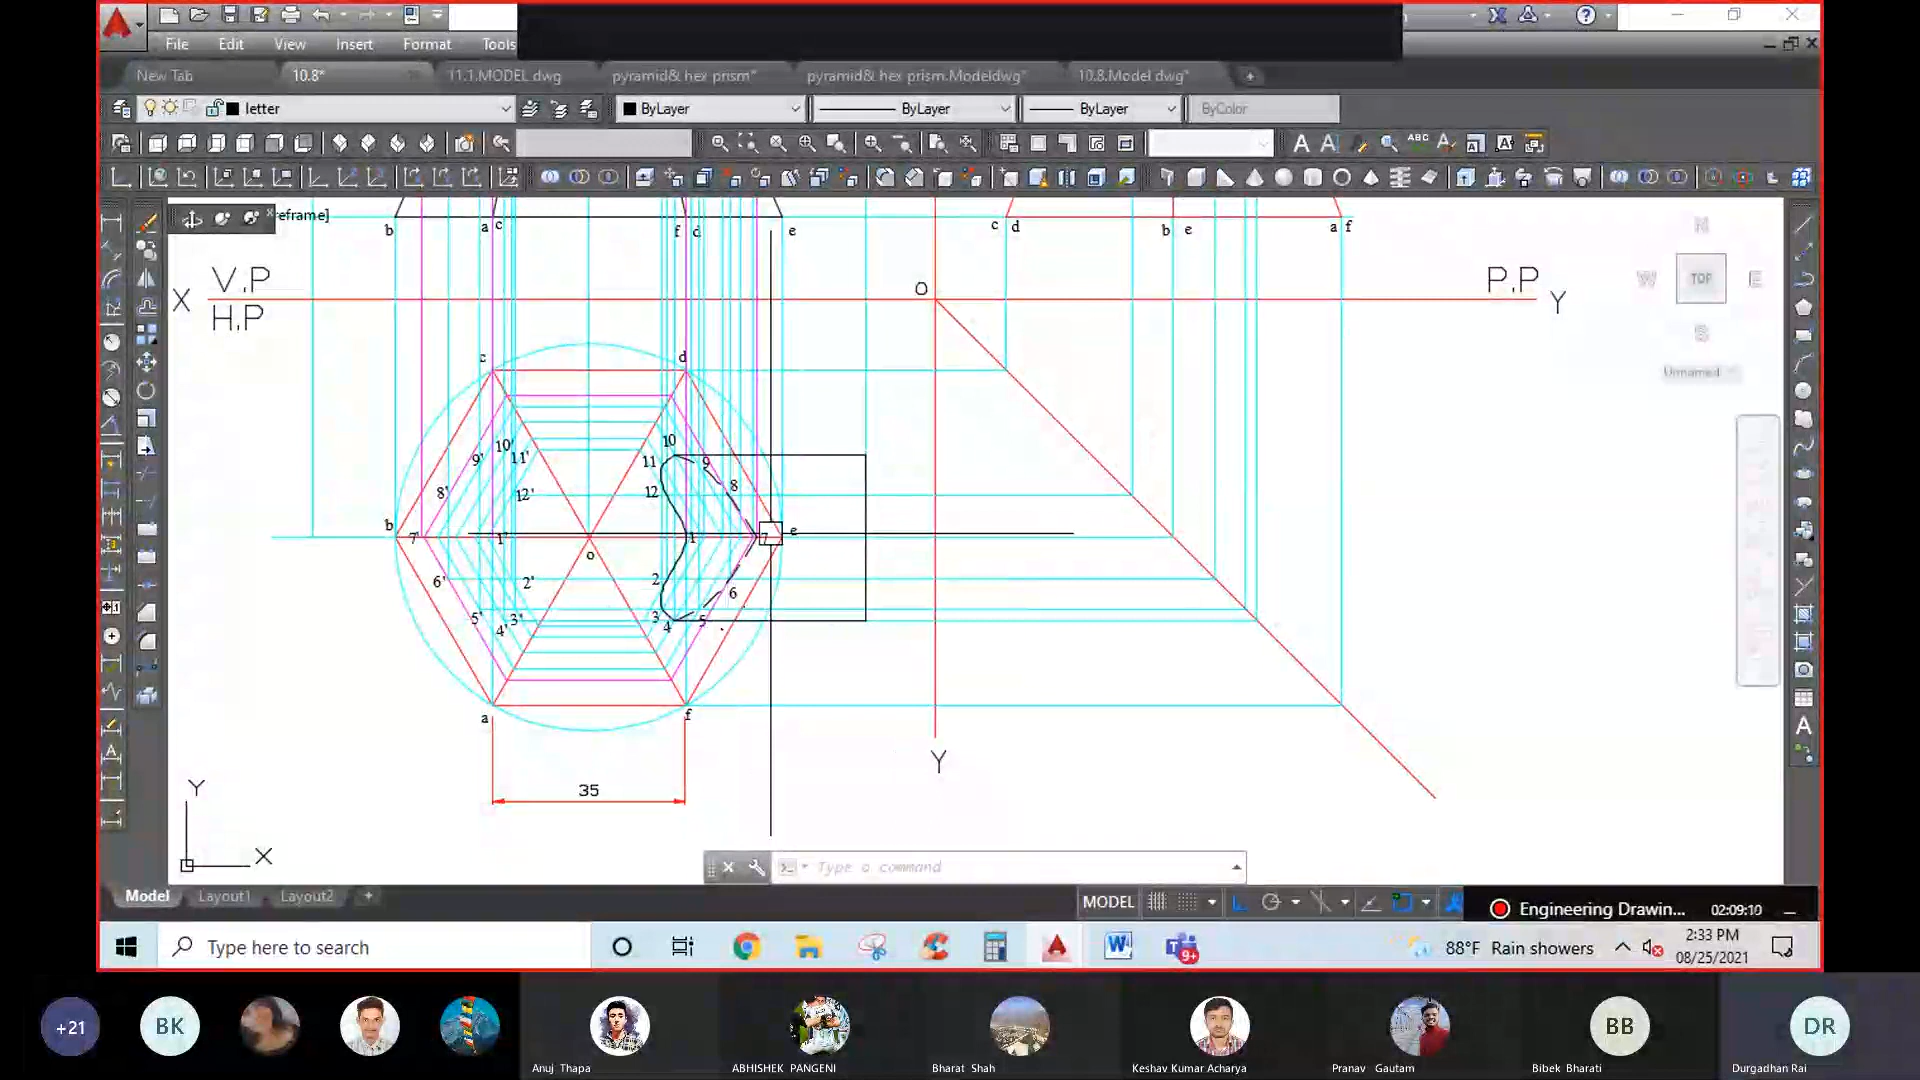 File Edit View Insert Format Tools
New Tab 10.8* 11.1.MODEL.dwg pyramid& hex prism* pyramid& hex prism.Modeldwg* 10.8.Model dwg*
letter ByLayer ByLayer ByLayer ByColor
ABC
eframe]
b a c f d e c d b e a f
N
W TOP E
S
Unnamed
V.P O P.P
X Y
H.P
c d
10' 10
9' 11' 11 9
8' 12' 12 8
b 7' 1' 1 7 e
o
6' 2' 2 6
5' 3' 3 5
4' 4
a f
Y
35
Y
X
Type a command
Model Layout1 Layout2 +
MODEL
Engineering Drawin... 02:09:10
Type here to search
9+
88°F Rain showers
2:33 PM
08/25/2021
+21 BK BB DR
Anuj Thapa ABHISHEK PANGENI Bharat Shah Keshav Kumar Acharya Pranav Gautam Bibek Bharati Durgadhan Rai